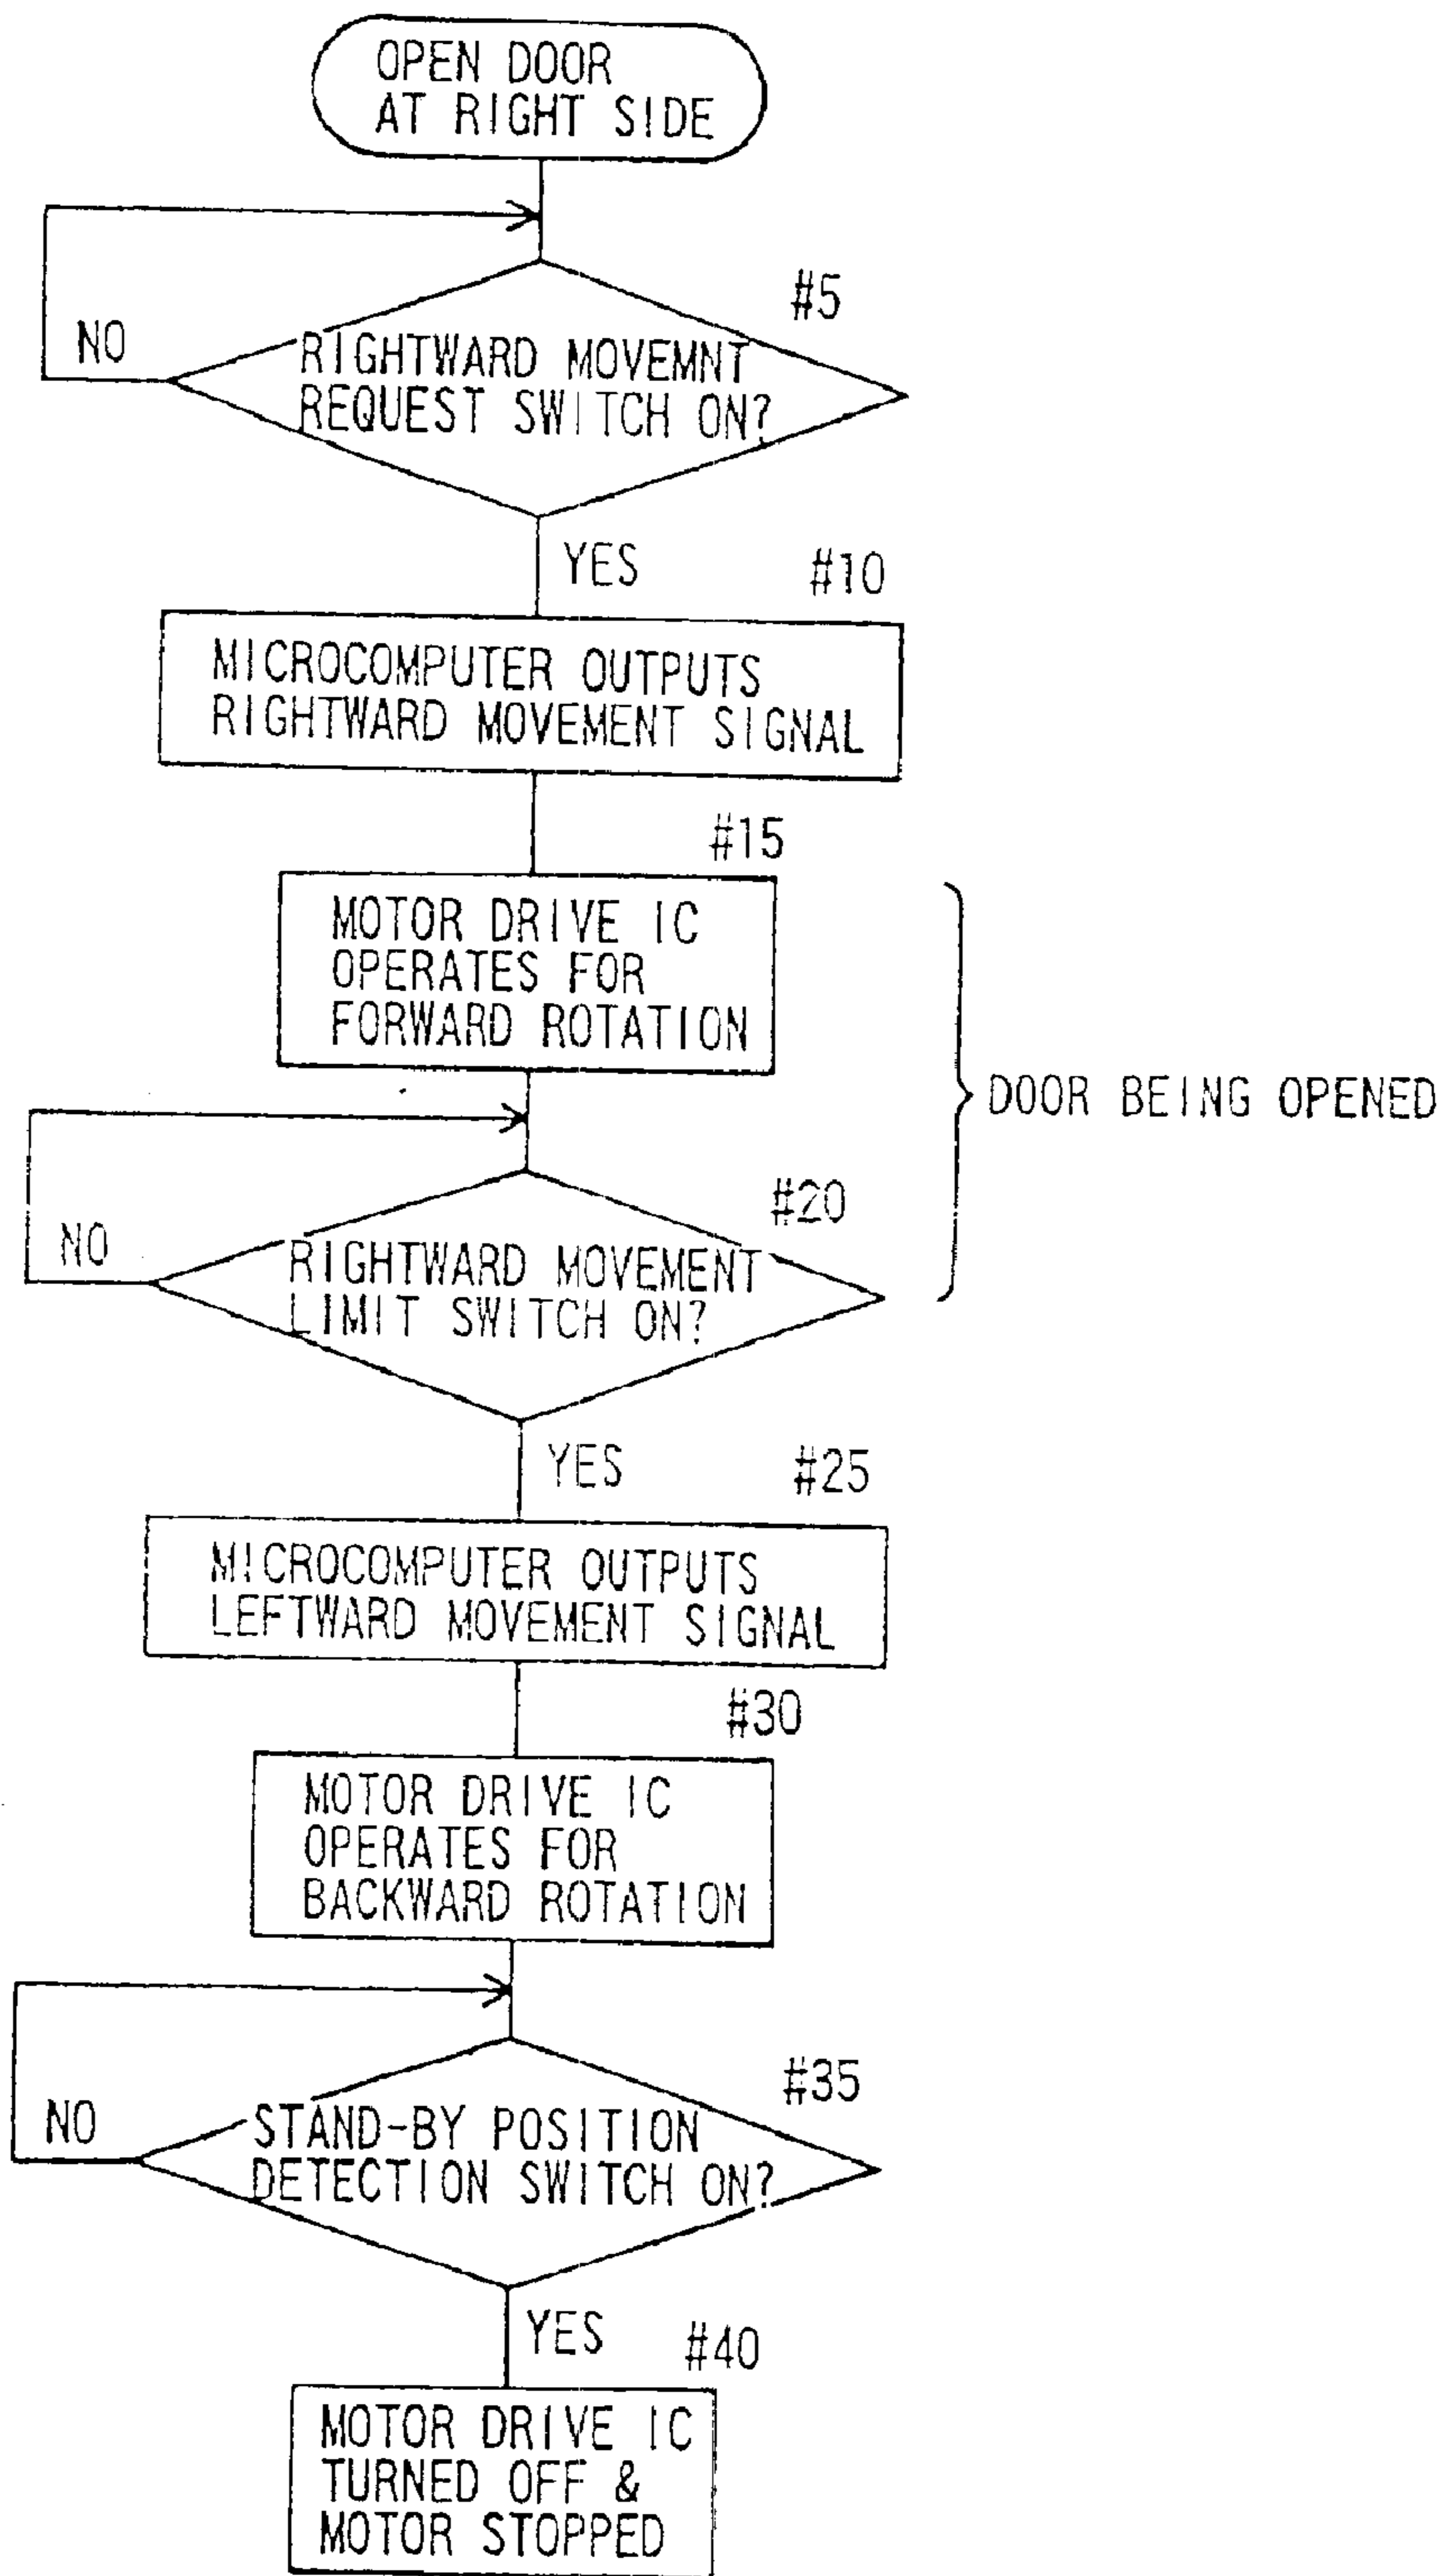 OPEN DOOR
AT RIGHT SIDE
#5
NO
RIGHTWARD MOVEMNT
REQUEST SWITCH ON?
YES
#10
MICROCOMPUTER OUTPUTS
RIGHTWARD MOVEMENT SIGNAL
#15
MOTOR DRIVE IC
OPERATES FOR
FORWARD ROTATION
DOOR BEING OPENED
#20
NO
RIGHTWARD MOVEMENT
LIMIT SWITCH ON?
YES
#25
MICROCOMPUTER OUTPUTS
LEFTWARD MOVEMENT SIGNAL
#30
MOTOR DRIVE IC
OPERATES FOR
BACKWARD ROTATION
#35
NO
STAND-BY POSITION
DETECTION SWITCH ON?
YES
#40
MOTOR DRIVE IC
TURNED OFF &
MOTOR STOPPED